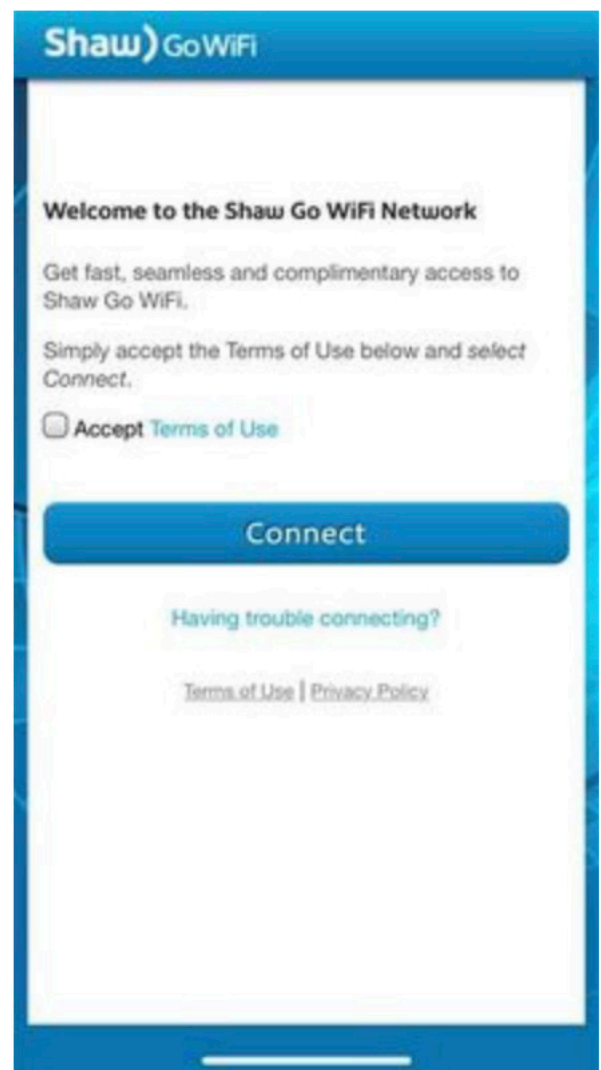 Shaw) Go WiFi
Welcome to the Shaw Go WiFi Network
Get fast, seamless and complimentary access to
Shaw Go WiFi.
Simply accept the Terms of Use below and select
Connect.
Accept Terms of Use
Connect
Having trouble connecting?
Terms of Use | Privacy Policy